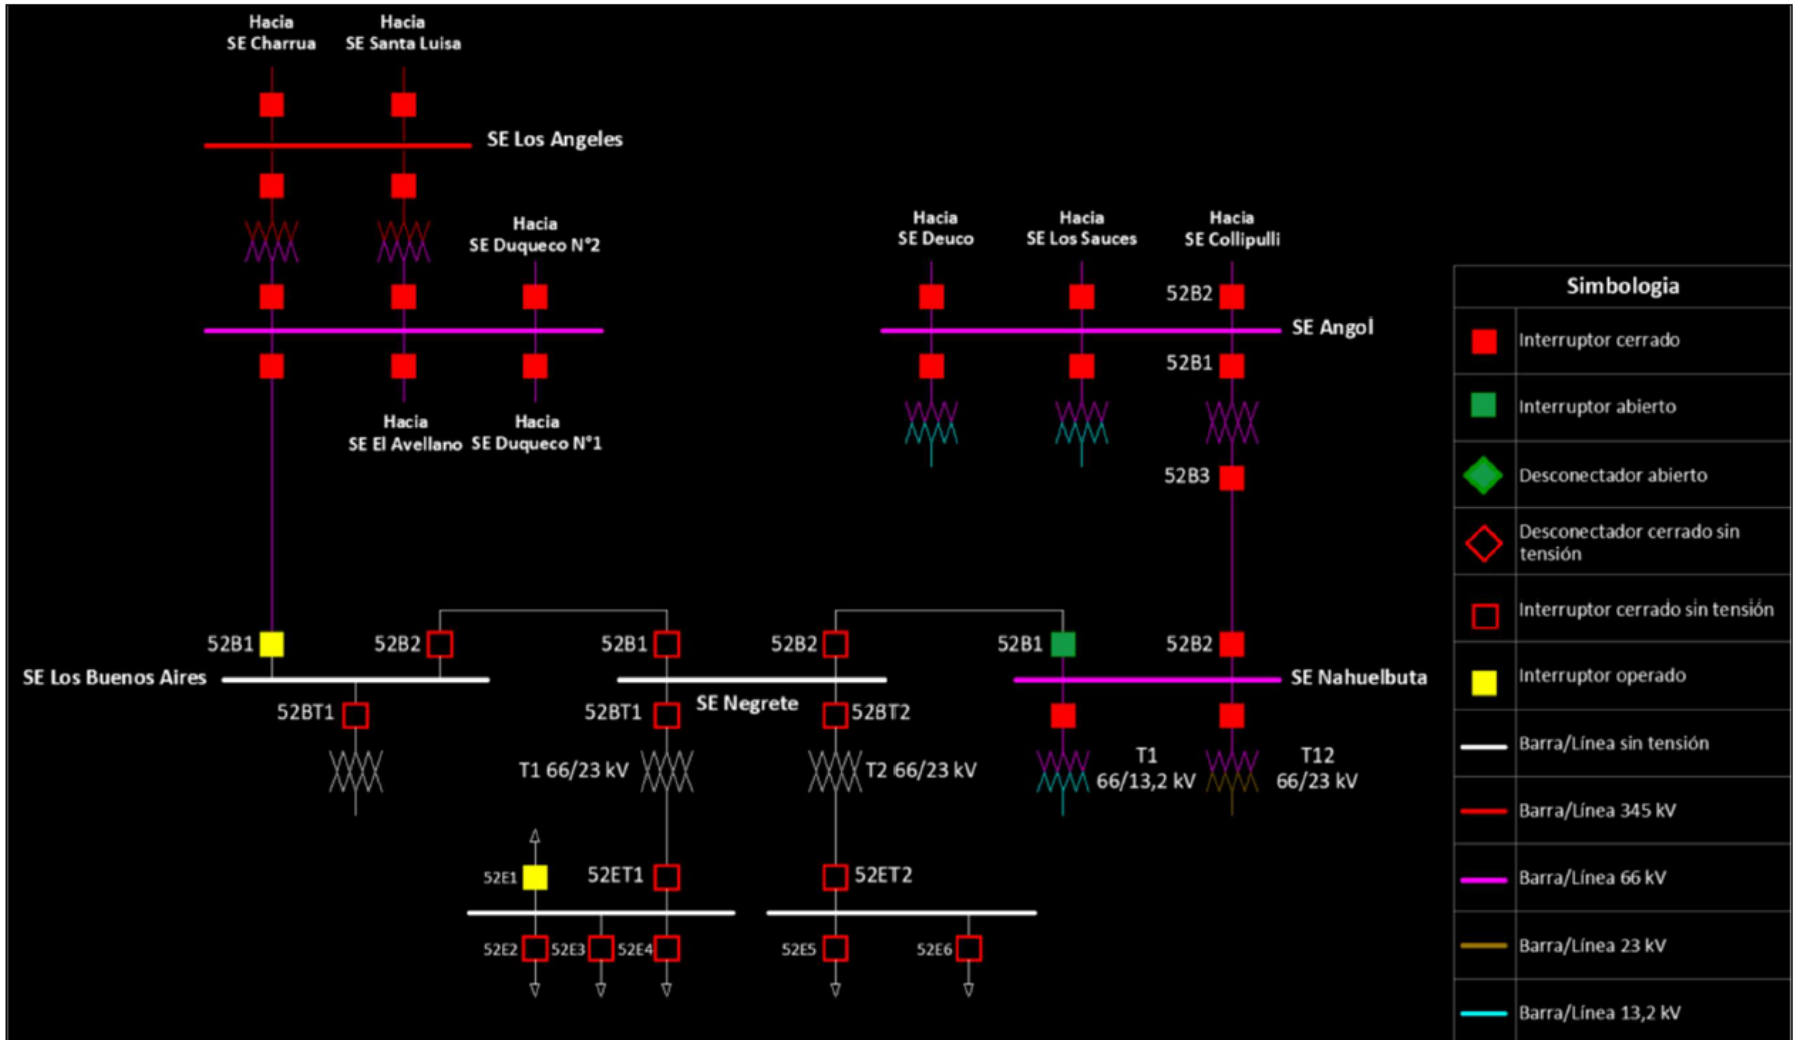 Hacia
SE Charrua
Hacia
SE Santa Luisa
SE Los Angeles
Hacia
SE Duqueco N°2
Hacia
SE El Avellano
Hacia
SE Duqueco N°1
Hacia
SE Deuco
Hacia
SE Los Sauces
Hacia
SE Collipulli
52B2
SE Angol
52B1
52B3
52B1
52B2
SE Los Buenos Aires
52BT1
52B1
52B2
SE Negrete
52BT1
52BT2
T1 66/23 kV
T2 66/23 kV
52B1
52B2
SE Nahuelbuta
T1
66/13,2 kV
T12
66/23 kV
52E1
52ET1
52ET2
52E2
52E3
52E4
52E5
52E6
Simbologia
Interruptor cerrado
Interruptor abierto
Desconectador abierto
Desconectador cerrado sin
tensión
Interruptor cerrado sin tensión
Interruptor operado
Barra/Línea sin tensión
Barra/Línea 345 kV
Barra/Línea 66 kV
Barra/Línea 23 kV
Barra/Línea 13,2 kV